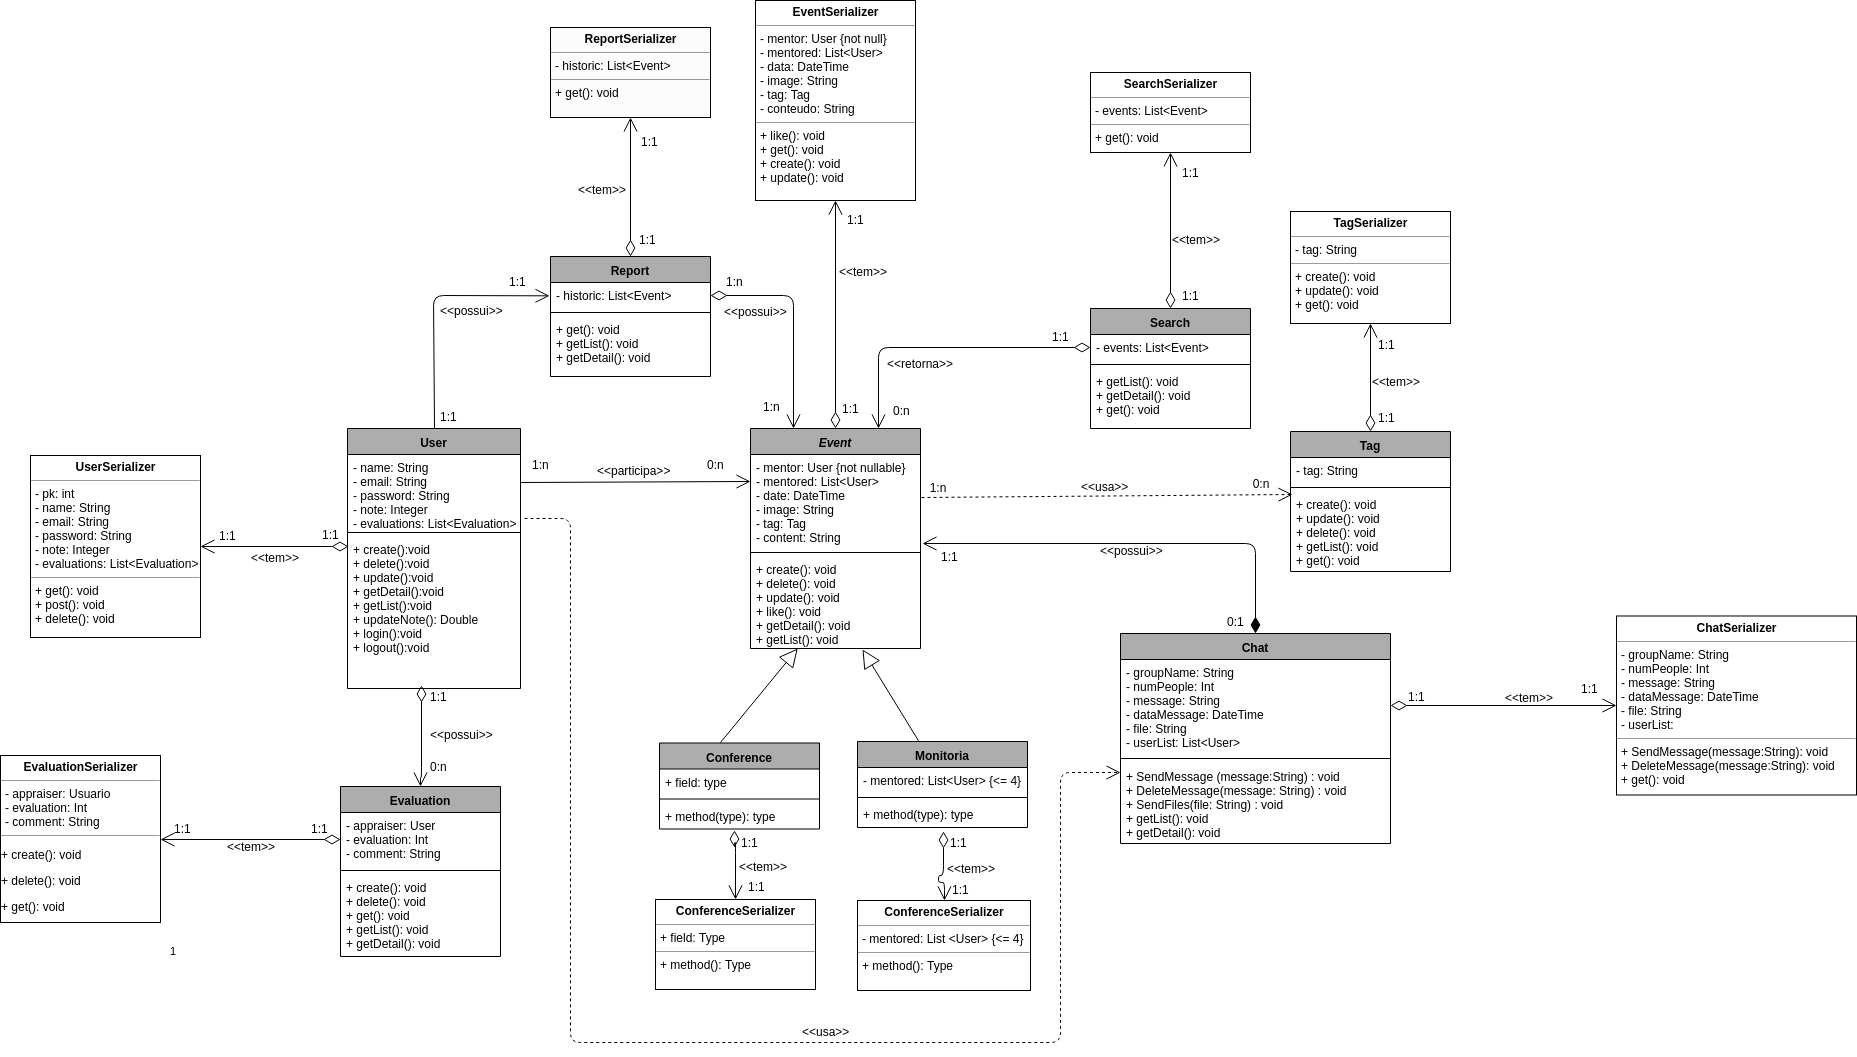 EventSerializer
- mentor: User {not null}
- mentored: List<User>
- data: DateTime
- image: String
- tag: Tag
- conteudo: String
+ like(): void
+ get(): void
+ create(): void
+ update(): void
ReportSerializer
- historic: List<Event>
+ get(): void
SearchSerializer
- events: List<Event>
+ get(): void
1:1
<<tem>>
1:1
1:1
<<tem>>
1:1
1:1
<<tem>>
1:1
TagSerializer
- tag: String
+ create(): void
+ update(): void
+ get(): void
1:1
<<tem>>
1:1
Report
- historic: List<Event>
+ get(): void
+ getList(): void
+ getDetail(): void
1:1
<<possui>>
1:1
1:n
<<possui>>
1:n
Search
- events: List<Event>
+ getList(): void
+ getDetail(): void
+ get(): void
1:1
<<retorna>>
0:n
User
- name: String
- email: String
- password: String
- note: Integer
- evaluations: List<Evaluation>
+ create():void
+ delete():void
+ update():void
+ getDetail():void
+ getList():void
+ updateNote(): Double
+ login():void
+ logout():void
1:n
<<participa>>
0:n
Event
- mentor: User {not nullable}
- mentored: List<User>
- date: DateTime
- image: String
- tag: Tag
- content: String
+ create(): void
+ delete(): void
+ update(): void
+ like(): void
+ getDetail(): void
+ getList(): void
1:n
<<usa>>
0:n
Tag
- tag: String
+ create(): void
+ update(): void
+ delete(): void
+ getList(): void
+ get(): void
UserSerializer
- pk: int
- name: String
- email: String
- password: String
- note: Integer
- evaluations: List<Evaluation>
+ get(): void
+ post(): void
+ delete(): void
1:1
<<tem>>
1:1
1:1
<<possui>>
0:1
Chat
- groupName: String
- numPeople: Int
- message: String
- dataMessage: DateTime
- file: String
- userList: List<User>
+ SendMessage (message:String) : void
+ DeleteMessage(message: String) : void
+ SendFiles(file: String) : void
+ getList(): void
+ getDetail(): void
1:1
<<tem>>
1:1
ChatSerializer
- groupName: String
- numPeople: Int
- message: String
- dataMessage: DateTime
- file: String
- userList:
+ SendMessage(message:String): void
+ DeleteMessage(message:String): void
+ get(): void
1:1
<<possui>>
0:n
EvaluationSerializer
- appraiser: Usuario
- evaluation: Int
- comment: String
+ create(): void
+ delete(): void
+ get(): void
1:1
<<tem>>
1:1
Evaluation
- appraiser: User
- evaluation: Int
- comment: String
+ create(): void
+ delete(): void
+ get(): void
+ getList(): void
+ getDetail(): void
1
Conference
+ field: type
+ method(type): type
1:1
<<tem>>
1:1
ConferenceSerializer
+ field: Type
+ method(): Type
Monitoria
- mentored: List<User> {<= 4}
+ method(type): type
1:1
<<tem>>
1:1
ConferenceSerializer
- mentored: List <User> {<= 4}
+ method(): Type
<<usa>>